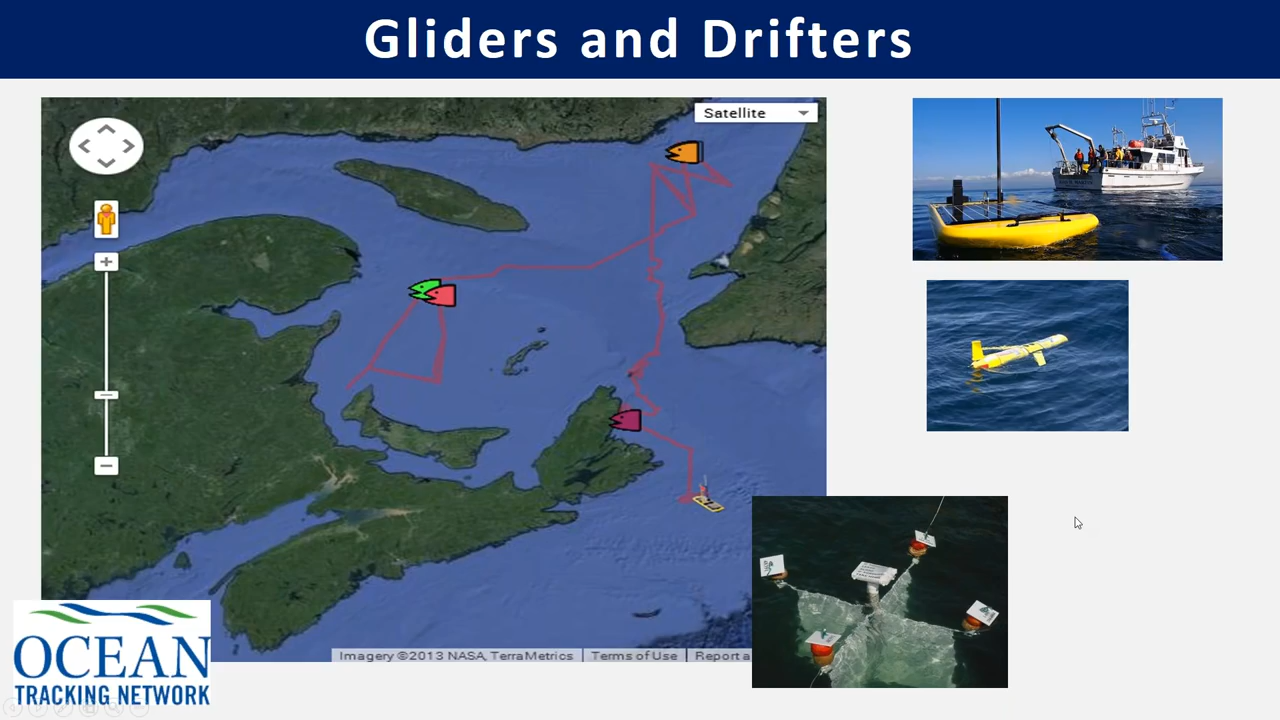 Gliders and Drifters
Satellite
Imagery ©2013 NASA, TerraMetrics
Terms of Use
Report a
OCEAN
TRACKING NETWORK